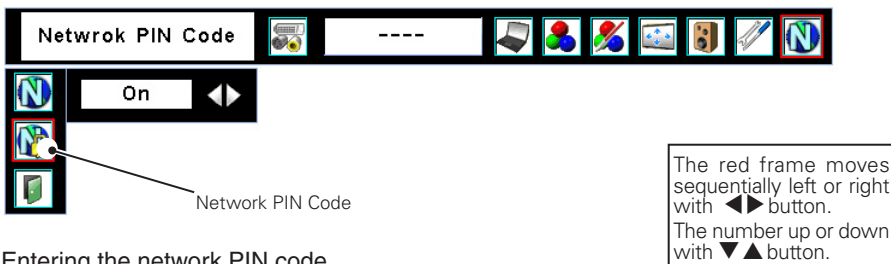 Netwrok PIN Code
----
On
Network PIN Code
The red frame moves
sequentially left or right
with ◀▶ button.
The number up or down
with ▼▲ button.
Entering the network PIN code